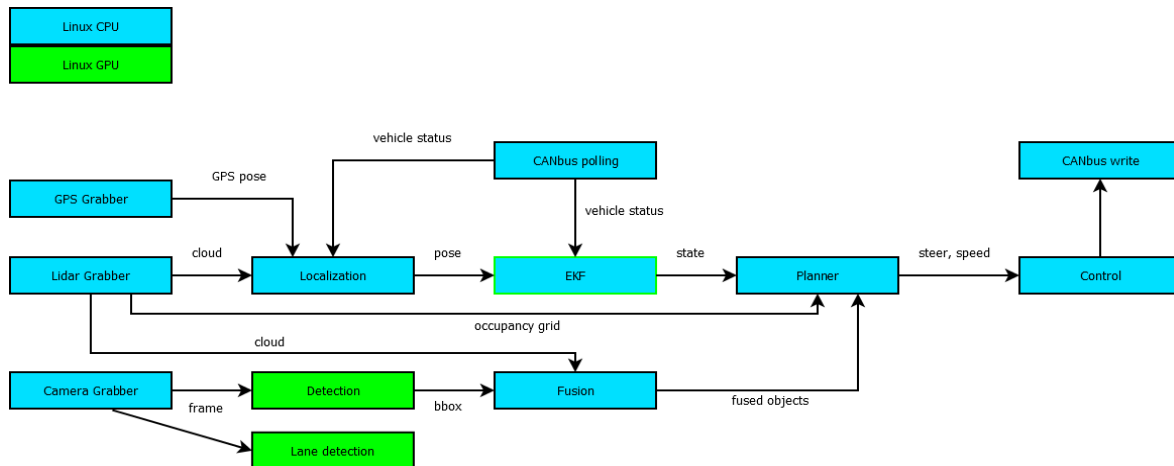 Linux CPU
Linux GPU
vehicle status
CANbus polling
CANbus write
GPS pose
GPS Grabber
vehicle status
cloud
pose
state
steer, speed
Lidar Grabber
Localization
EKF
Planner
Control
occupancy grid
cloud
Camera Grabber
Detection
Fusion
frame
bbox
fused objects
Lane detection